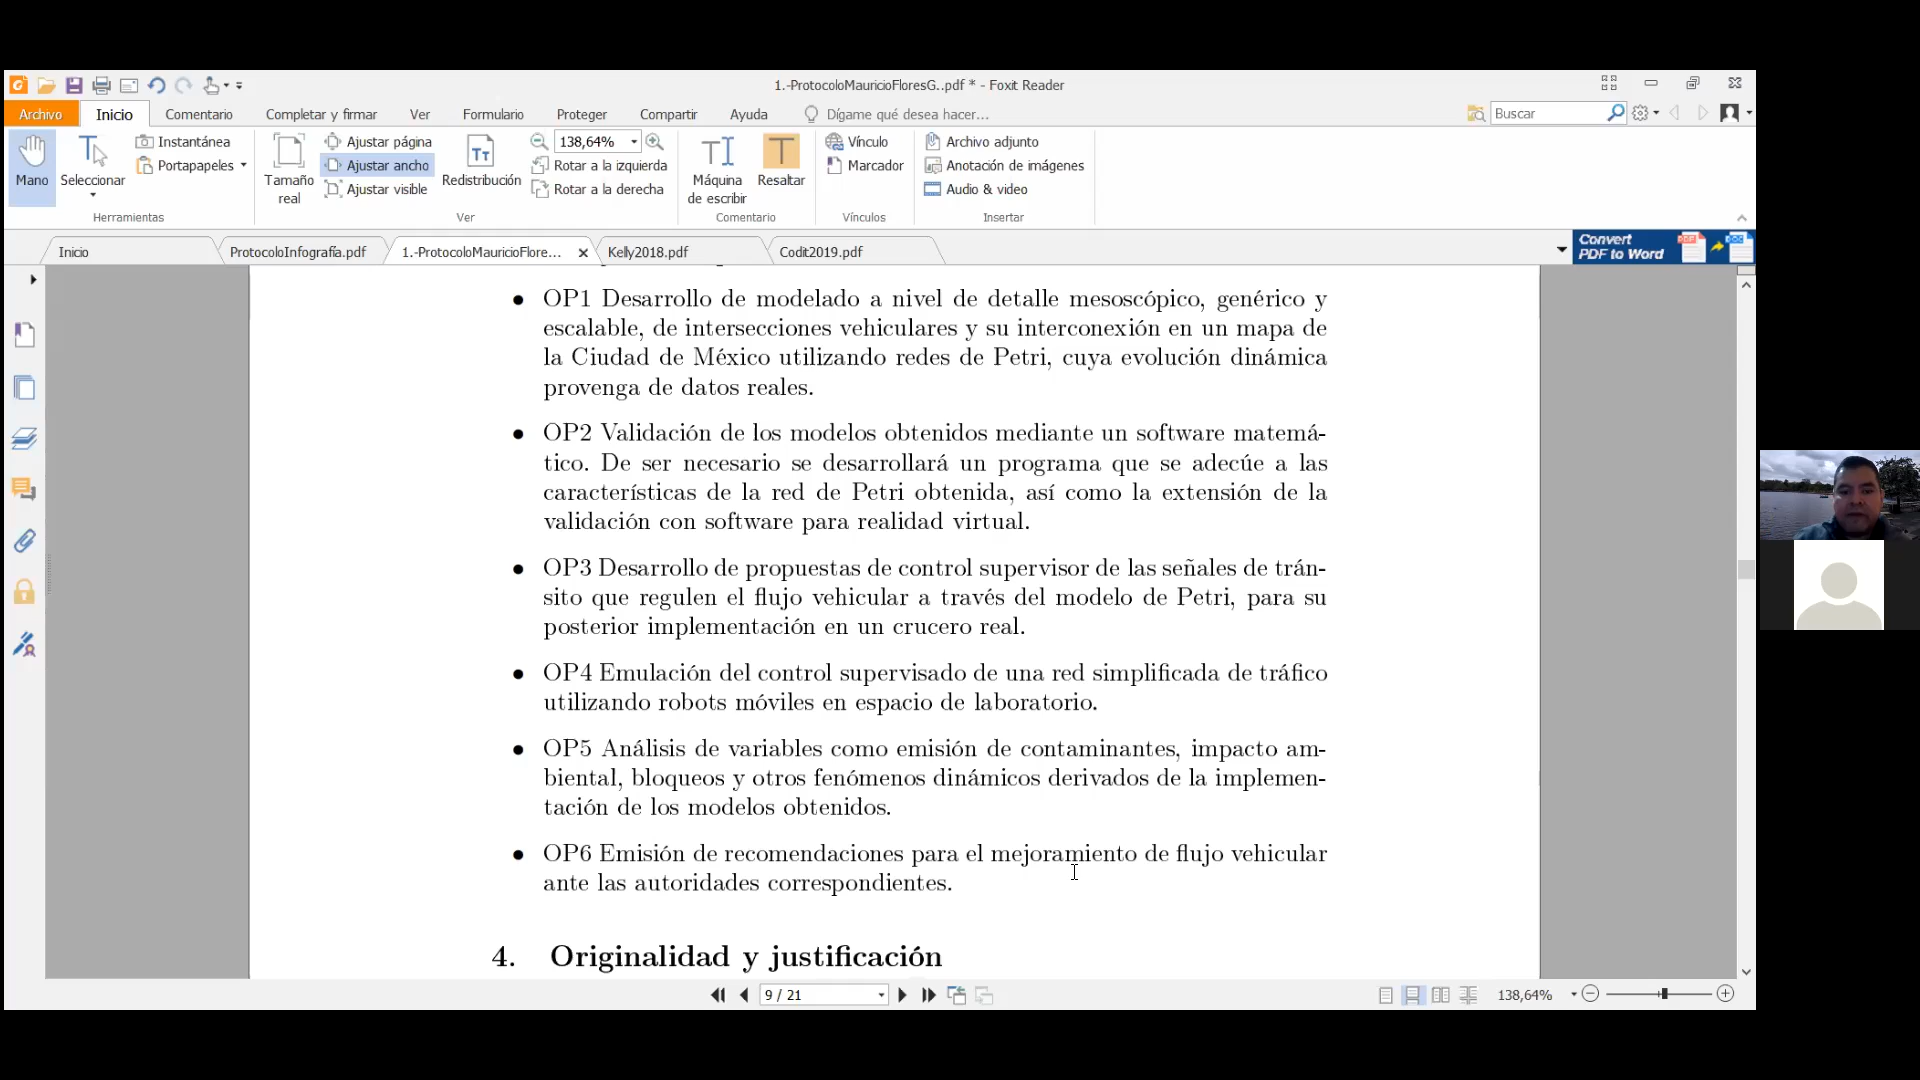 1.-ProtocoloMauricioFloresG..pdf * - Foxit Reader
Archivo Inicio Comentario Completar y firmar Ver Formulario Proteger Compartir Ayuda Dígame qué desea hacer... Buscar
Mano
Seleccionar
Instantánea
Portapapeles
Herramientas
Tamaño real
Ajustar página
Ajustar ancho
Ajustar visible
Redistribución
138,64%
Rotar a la izquierda
Rotar a la derecha
Ver
Máquina de escribir
Resaltar
Comentario
Vínculo
Marcador
Vínculos
Archivo adjunto
Anotación de imágenes
Audio & video
Insertar
Inicio ProtocoloInfografía.pdf 1.-ProtocoloMauricioFlore... Kelly2018.pdf Codit2019.pdf
Convert
PDF to Word
● OP1 Desarrollo de modelado a nivel de detalle mesoscópico, genérico y
escalable, de intersecciones vehiculares y su interconexión en un mapa de
la Ciudad de México utilizando redes de Petri, cuya evolución dinámica
provenga de datos reales.
● OP2 Validación de los modelos obtenidos mediante un software matemá-
tico. De ser necesario se desarrollará un programa que se adecúe a las
características de la red de Petri obtenida, así como la extensión de la
validación con software para realidad virtual.
● OP3 Desarrollo de propuestas de control supervisor de las señales de trán-
sito que regulen el flujo vehicular a través del modelo de Petri, para su
posterior implementación en un crucero real.
● OP4 Emulación del control supervisado de una red simplificada de tráfico
utilizando robots móviles en espacio de laboratorio.
● OP5 Análisis de variables como emisión de contaminantes, impacto am-
biental, bloqueos y otros fenómenos dinámicos derivados de la implemen-
tación de los modelos obtenidos.
● OP6 Emisión de recomendaciones para el mejoramiento de flujo vehicular
ante las autoridades correspondientes.
4. Originalidad y justificación
9 / 21
138,64%